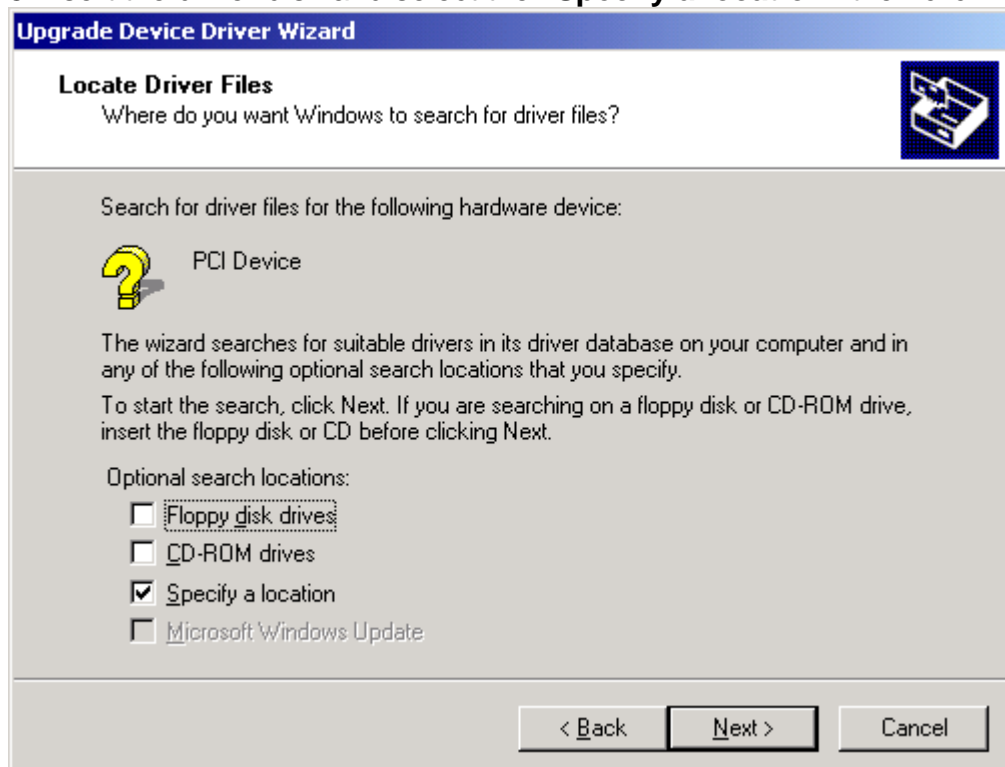 Upgrade Device Driver Wizard
Locate Driver Files
Where do you want Windows to search for driver files?
Search for driver files for the following hardware device:
PCI Device
The wizard searches for suitable drivers in its driver database on your computer and in
any of the following optional search locations that you specify.
To start the search, click Next. If you are searching on a floppy disk or CD-ROM drive,
insert the floppy disk or CD before clicking Next.
Optional search locations:
Floppy disk drives
CD-ROM drives
Specify a location
Microsoft Windows Update
< Back
Next >
Cancel